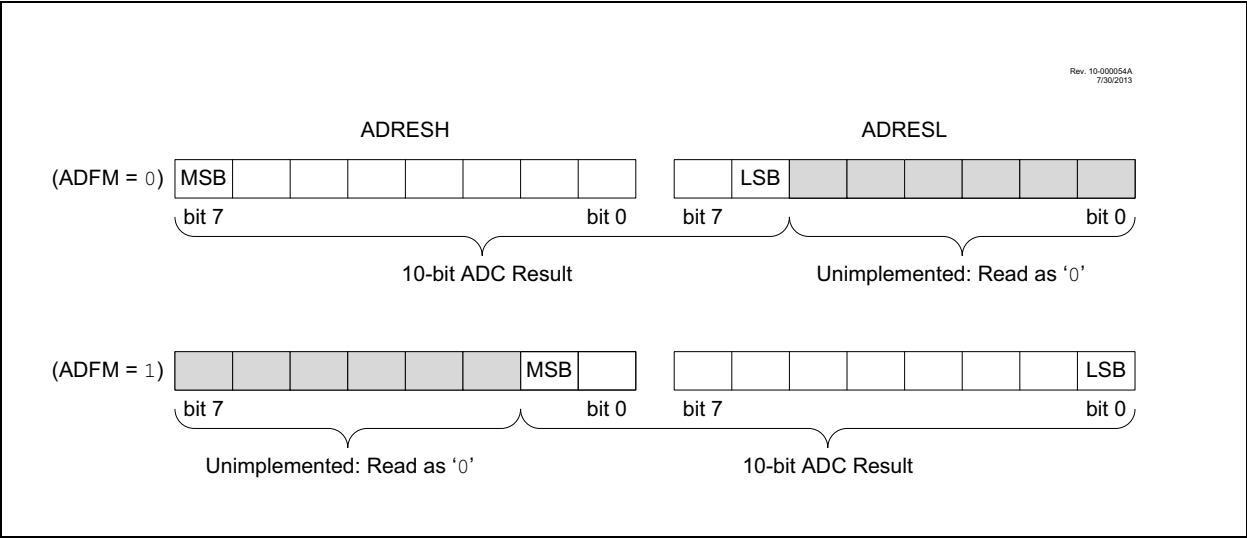 Rev. 10-000054A
7/30/2013
ADRESH ADRESL
(ADFM = 0) MSB LSB
bit 7 bit 0 bit 7 bit 0
10-bit ADC Result Unimplemented: Read as ‘0’
(ADFM = 1) MSB LSB
bit 7 bit 0 bit 7 bit 0
Unimplemented: Read as ‘0’ 10-bit ADC Result